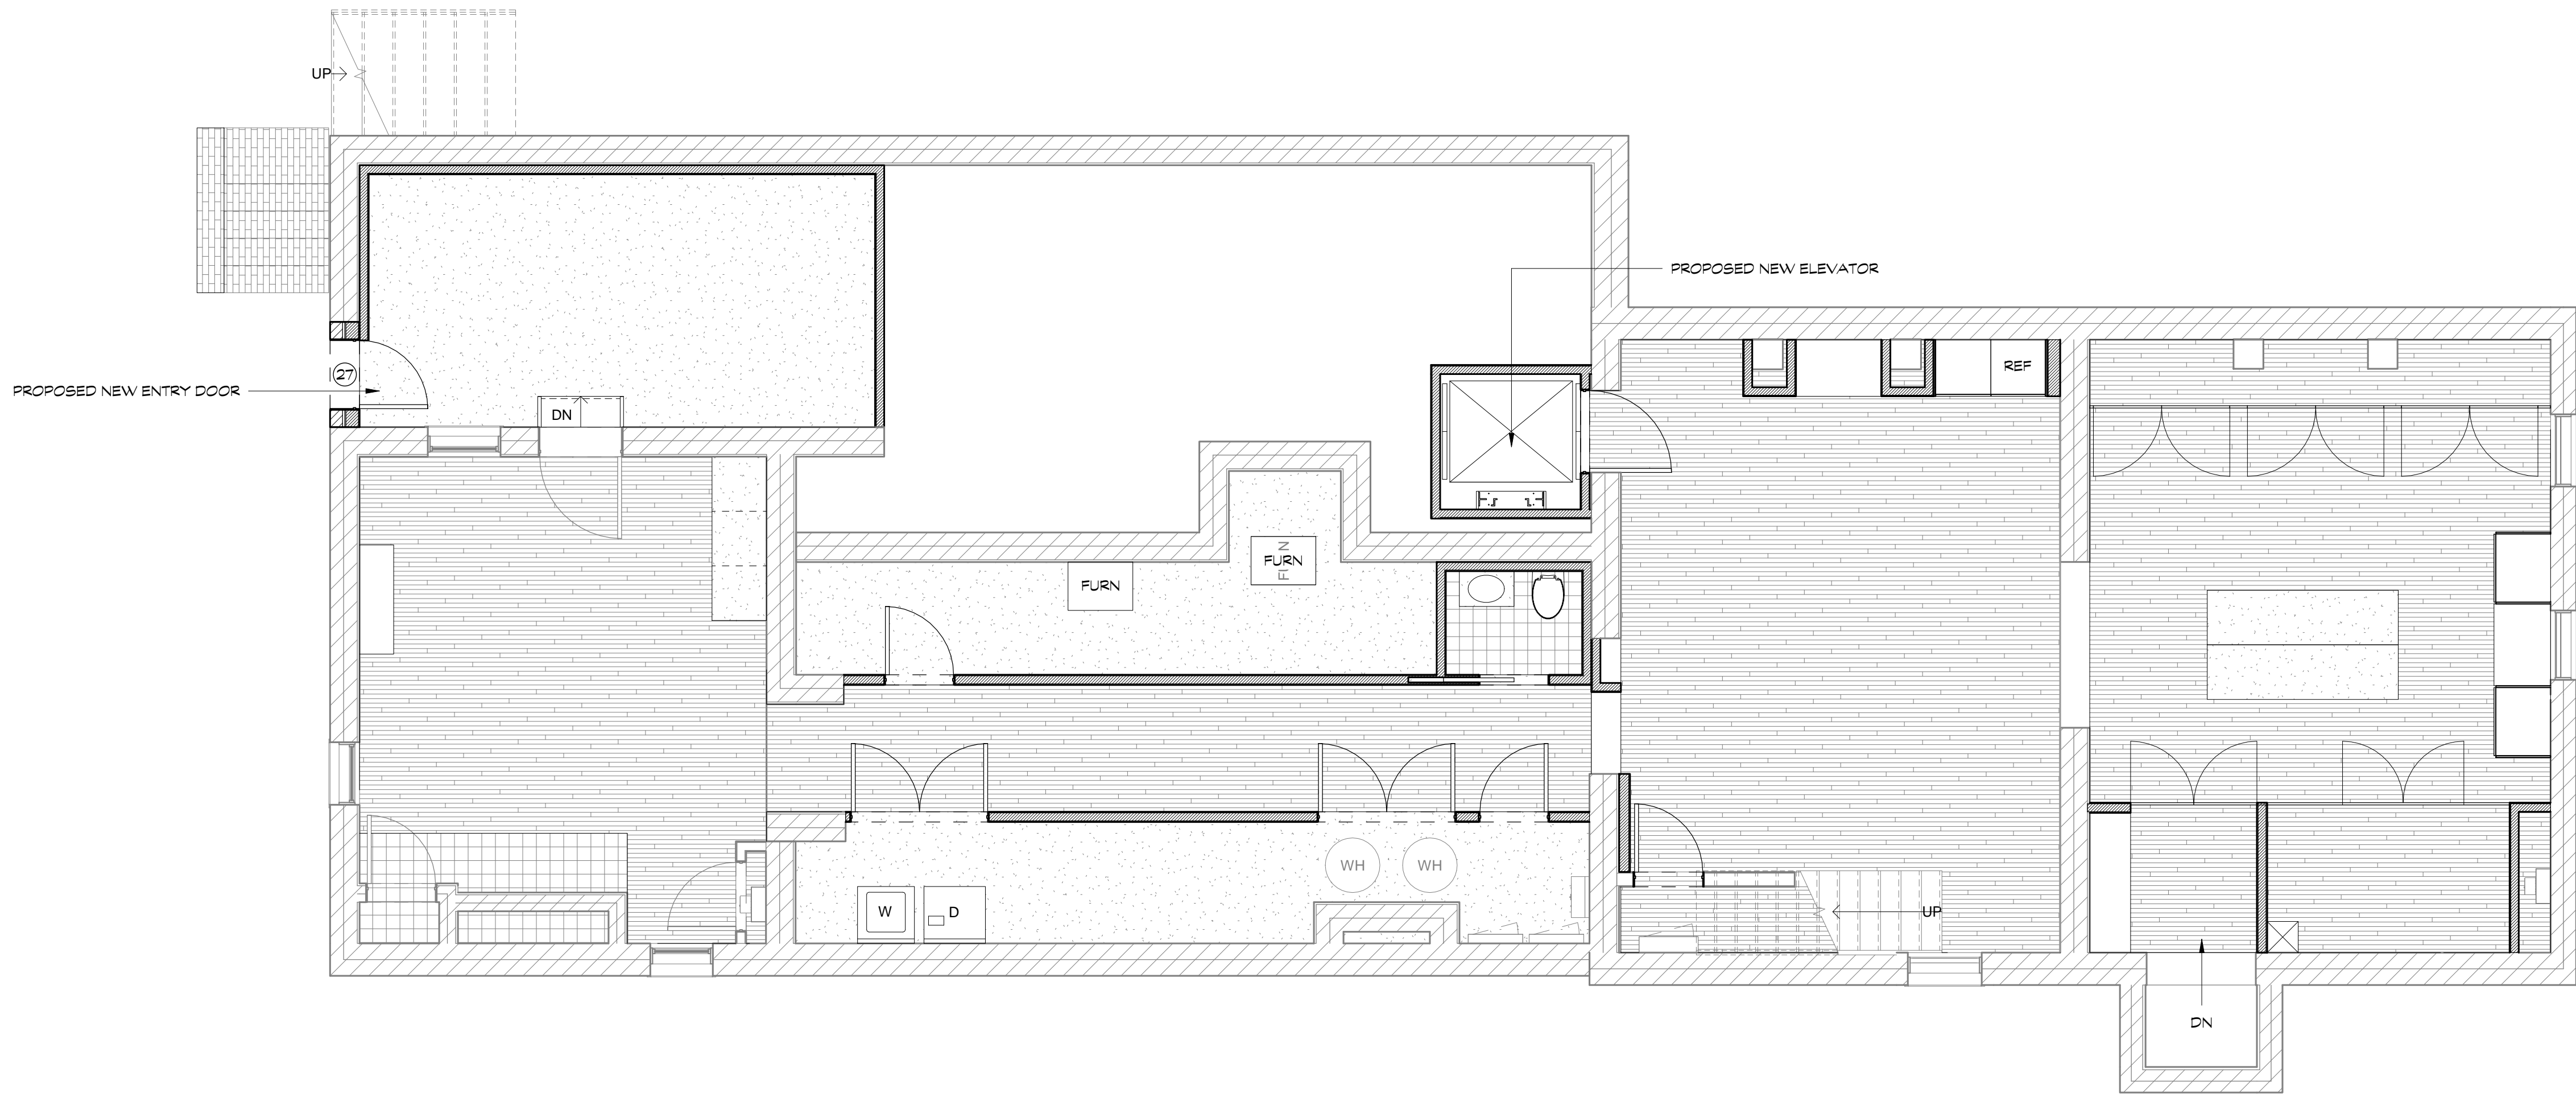 UP
PROPOSED NEW ELEVATOR
REF
27
PROPOSED NEW ENTRY DOOR
DN
FURN
FURN
WH
WH
W
D
UP
DN